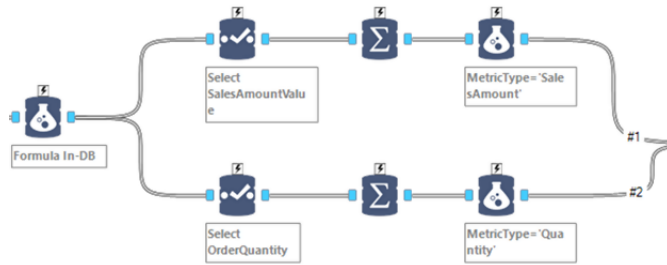 Select
SalesAmountValu
e
MetricType='Sale
sAmount'
Formula In-DB
#1
#2
Select
OrderQuantity
MetricType='Qua
ntity'